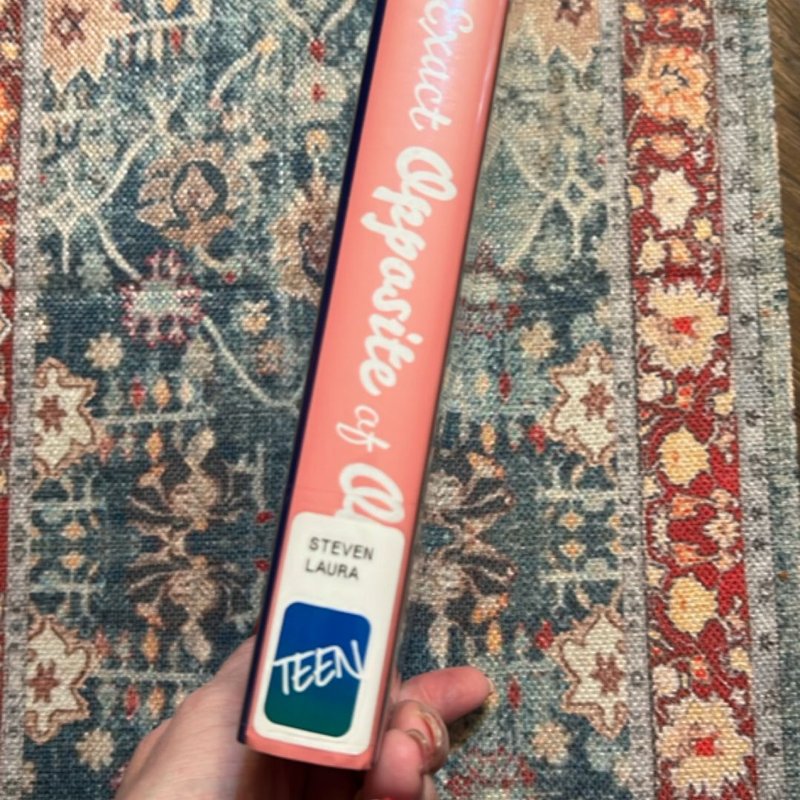 Exact Opposite of
STEVEN
LAURA
TEEN